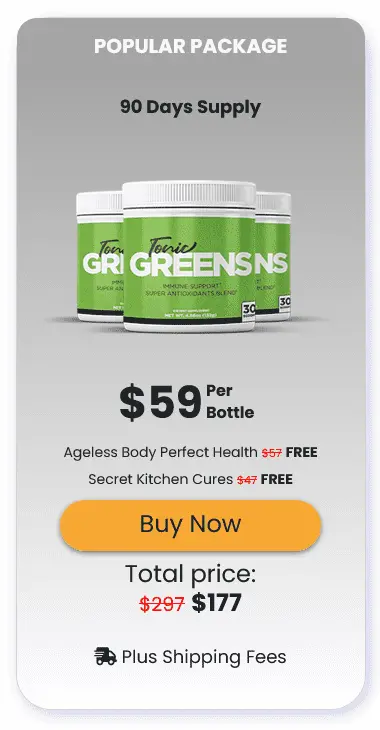 POPULAR PACKAGE
90 Days Supply
Tonic
GREENS
IMMUNE SUPPORT
SUPER ANTIOXIDANTS BLEND
30
$59 Per
Bottle
Ageless Body Perfect Health $57 FREE
Secret Kitchen Cures $47 FREE
Buy Now
Total price:
$297 $177
Plus Shipping Fees